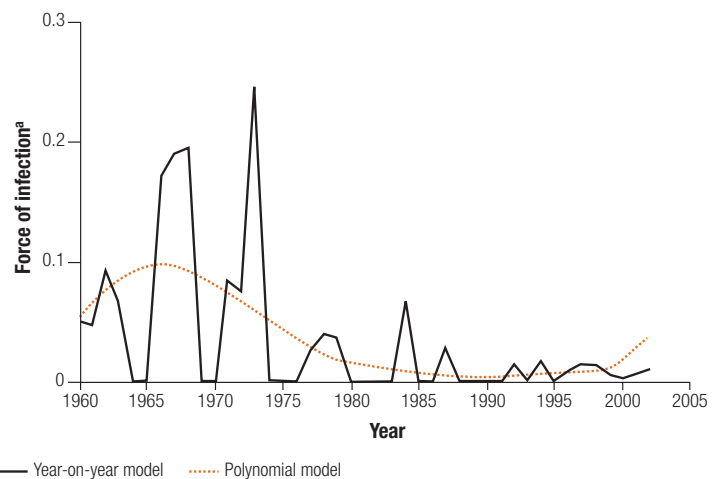 0.3
0.2
0.1
0
Force of infectionª
1960 1965 1970 1975 1980 1985 1990 1995 2000 2005
Year
Year-on-year model Polynomial model